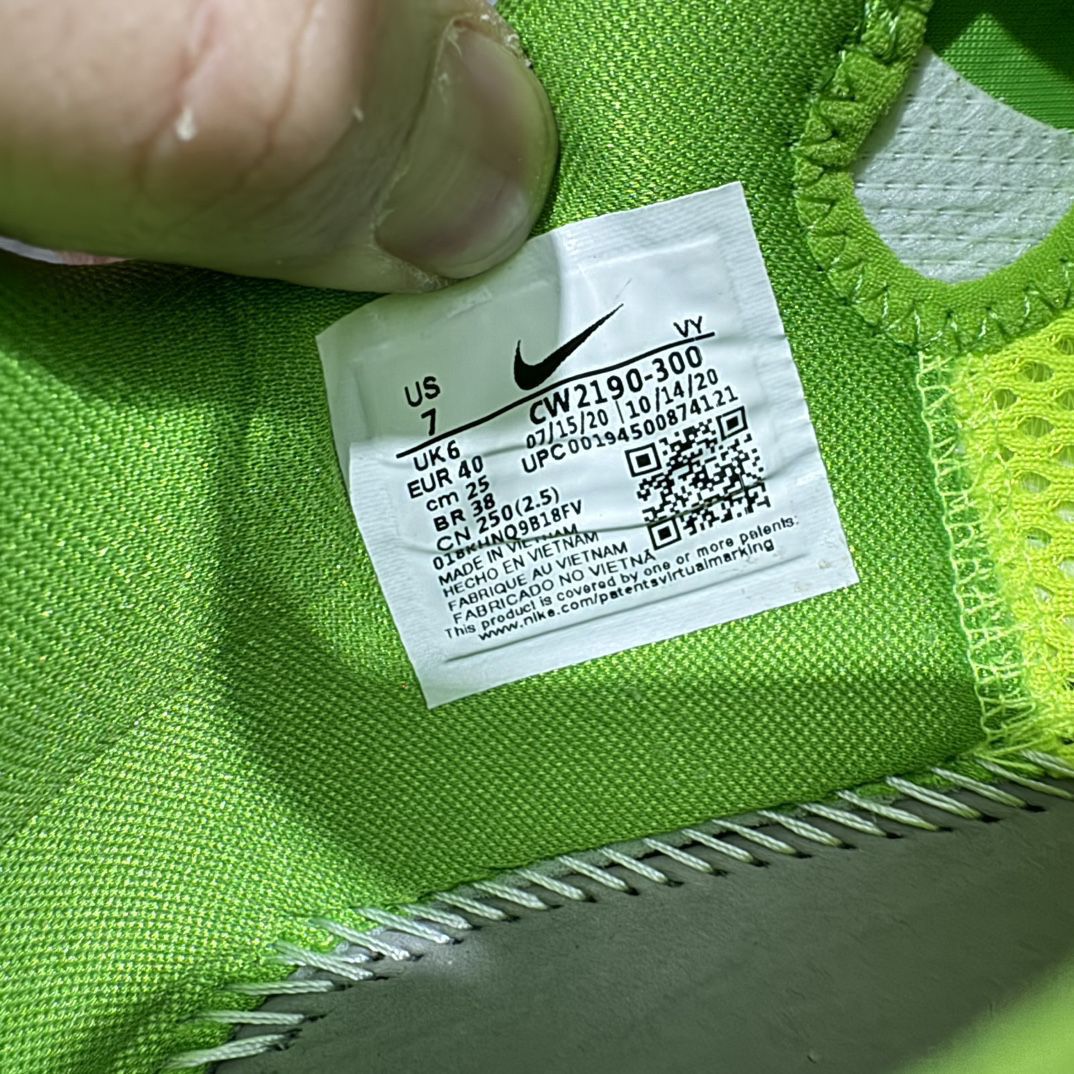 VY
US
7
CW2190-300
07/15/20 | 10/14/20
UPC 00194500874121
UK 6
EUR 40
cm 25
BR 38
CN 250(2.5)
MADE IN VIETNAM
HECHO EN VIETNAM
FABRIQUE AU VIETNAM
FABRICADO NO VIETNA
This product is covered by one or more patents:
www.nike.com/patentsvirtualmarking